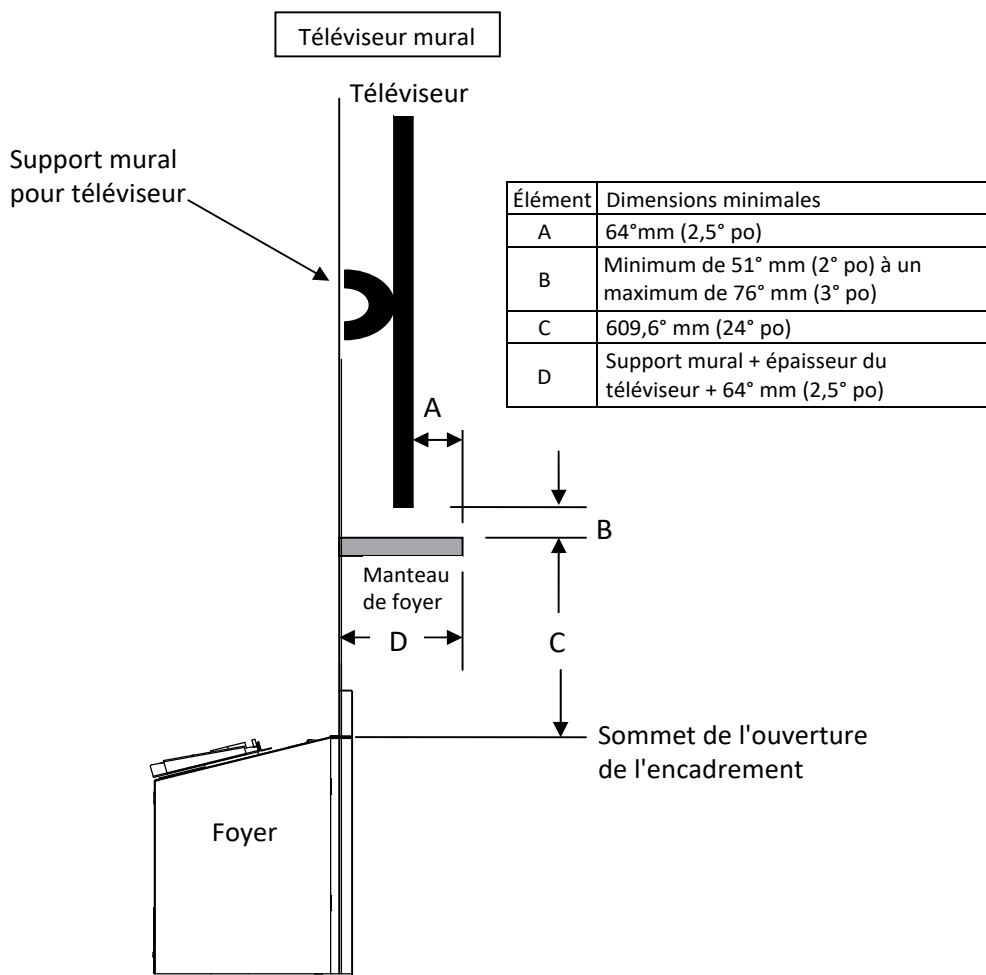 Téléviseur mural
Téléviseur
Support mural
pour téléviseur
Élément Dimensions minimales
A 64°mm (2,5° po)
B Minimum de 51° mm (2° po) à un
maximum de 76° mm (3° po)
C 609,6° mm (24° po)
D Support mural + épaisseur du
téléviseur + 64° mm (2,5° po)
A
B
Manteau
de foyer
D
C
Sommet de l'ouverture
de l'encadrement
Foyer